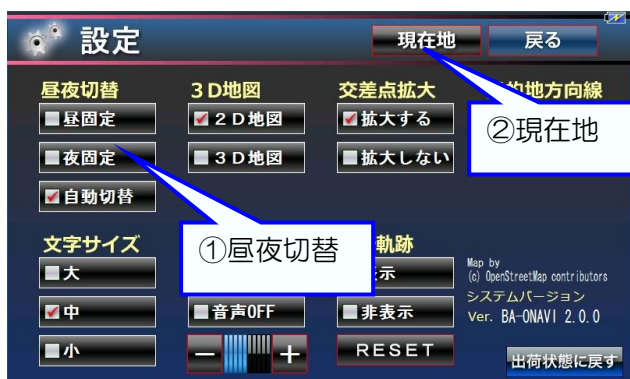 設定
現在地
戻る
昼夜切替
3D地図
交差点拡大
的地方向線
昼固定
2D地図
拡大する
②現在地
夜固定
3D地図
拡大しない
自動切替
文字サイズ
①昼夜切替
軌跡
大
示
Map by
(c) OpenStreetMap contributors
システムバージョン
中
音声OFF
非表示
Ver. BA-ONAVI 2.0.0
小
− +
RESET
出荷状態に戻す